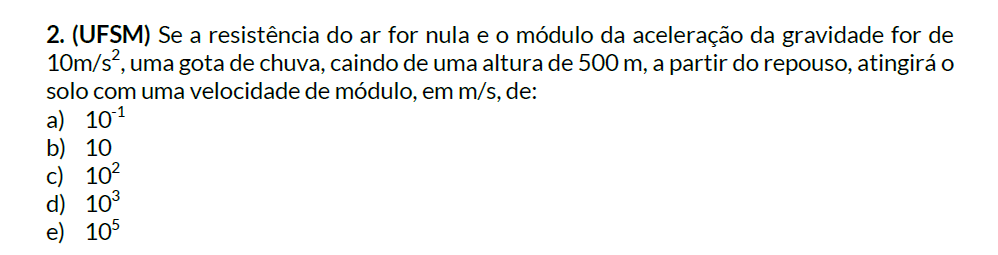 2. (UFSM) Se a resistência do ar for nula e o módulo da aceleração da gravidade for de
10m/s², uma gota de chuva, caindo de uma altura de 500 m, a partir do repouso, atingirá o
solo com uma velocidade de módulo, em m/s, de:
a) 10⁻¹
b) 10
c) 10²
d) 10³
e) 10⁵